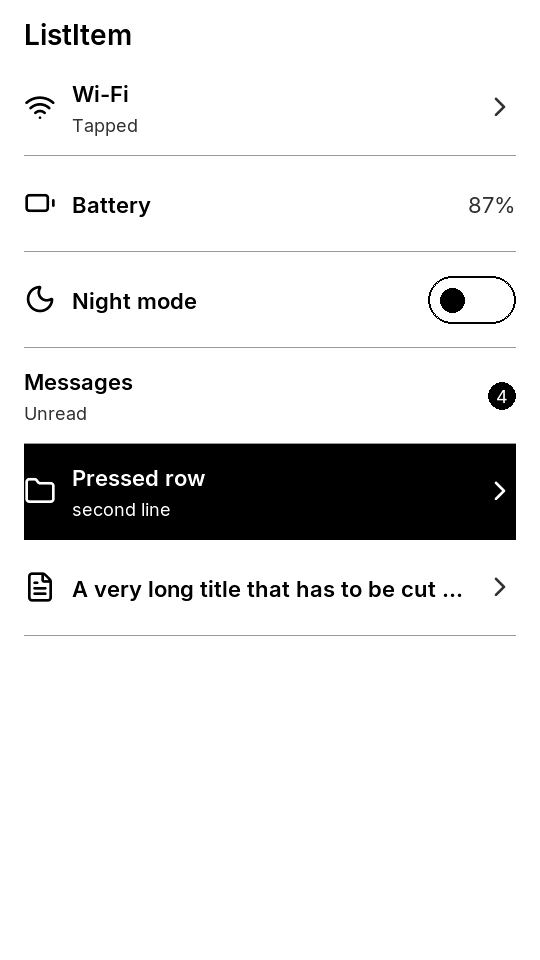 ListItem
Wi-Fi
Tapped
Battery
87%
Night mode
Messages
Unread
4
Pressed row
second line
A very long title that has to be cut ...